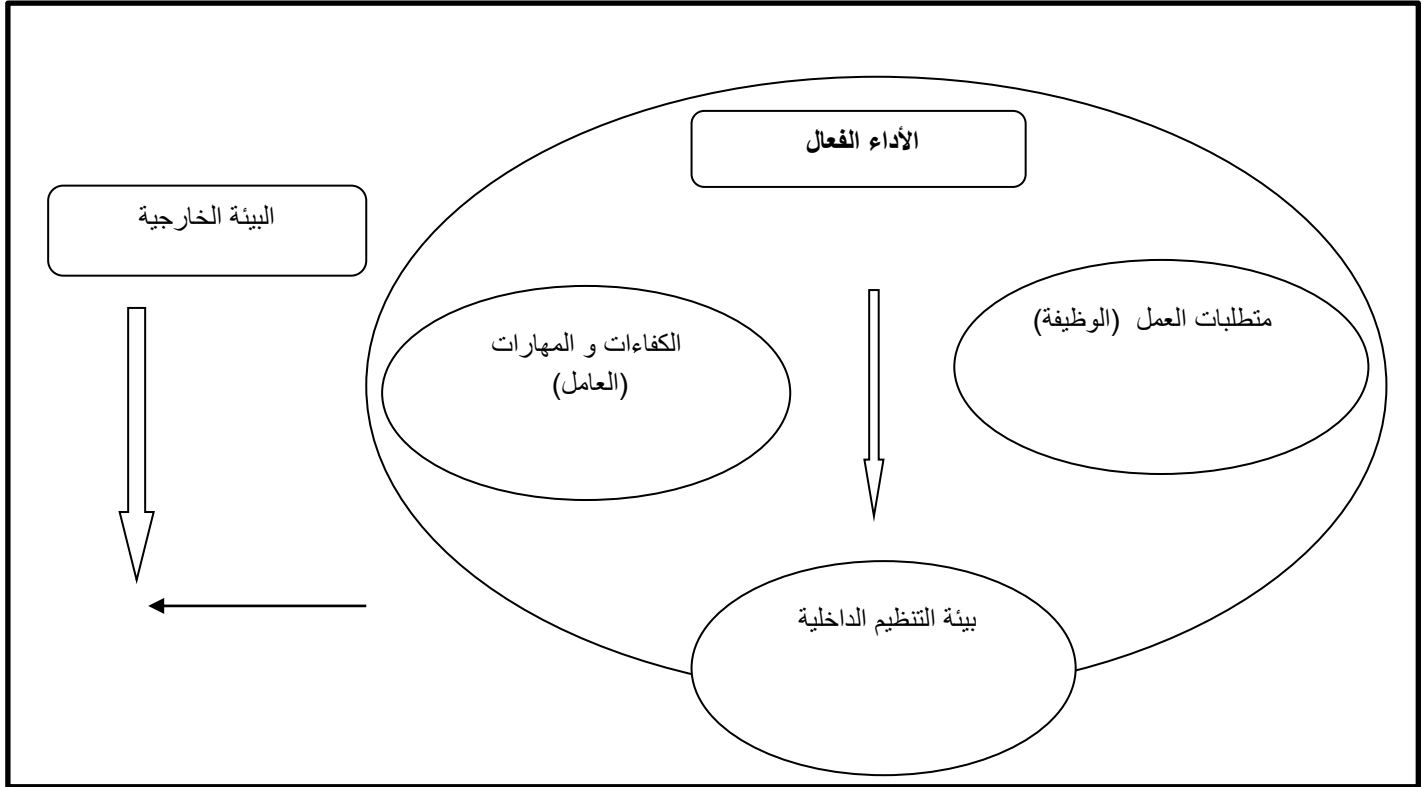 الأداء الفعال
البيئة الخارجية
متطلبات العمل (الوظيفة)
الكفاءات و المهارات
(العامل)
بيئة التنظيم الداخلية